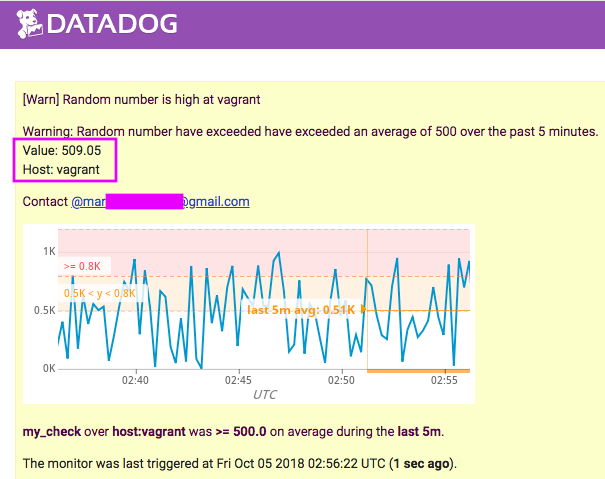 DATADOG
[Warn] Random number is high at vagrant
Warning: Random number have exceeded have exceeded an average of 500 over the past 5 minutes.
Value: 509.05
Host: vagrant
Contact @mar @gmail.com
1K
>= 0.8K
0.5K < y < 0.8K
0.5K
last 5m avg: 0.51K
0K
02:40
02:45
02:50
02:55
UTC
my_check over host:vagrant was >= 500.0 on average during the last 5m.
The monitor was last triggered at Fri Oct 05 2018 02:56:22 UTC (1 sec ago).